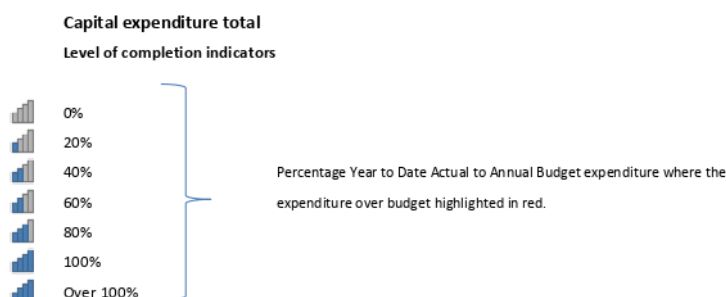 Capital expenditure total
Level of completion indicators
0%
20%
40%
Percentage Year to Date Actual to Annual Budget expenditure where the
60%
expenditure over budget highlighted in red.
80%
100%
Over 100%